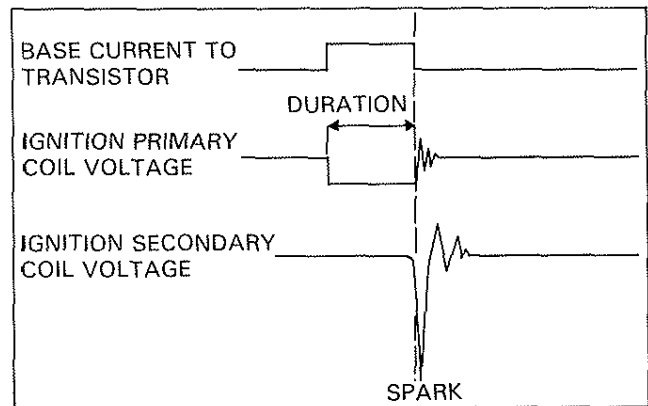 BASE CURRENT TO
TRANSISTOR
DURATION
IGNITION PRIMARY
COIL VOLTAGE
IGNITION SECONDARY
COIL VOLTAGE
SPARK